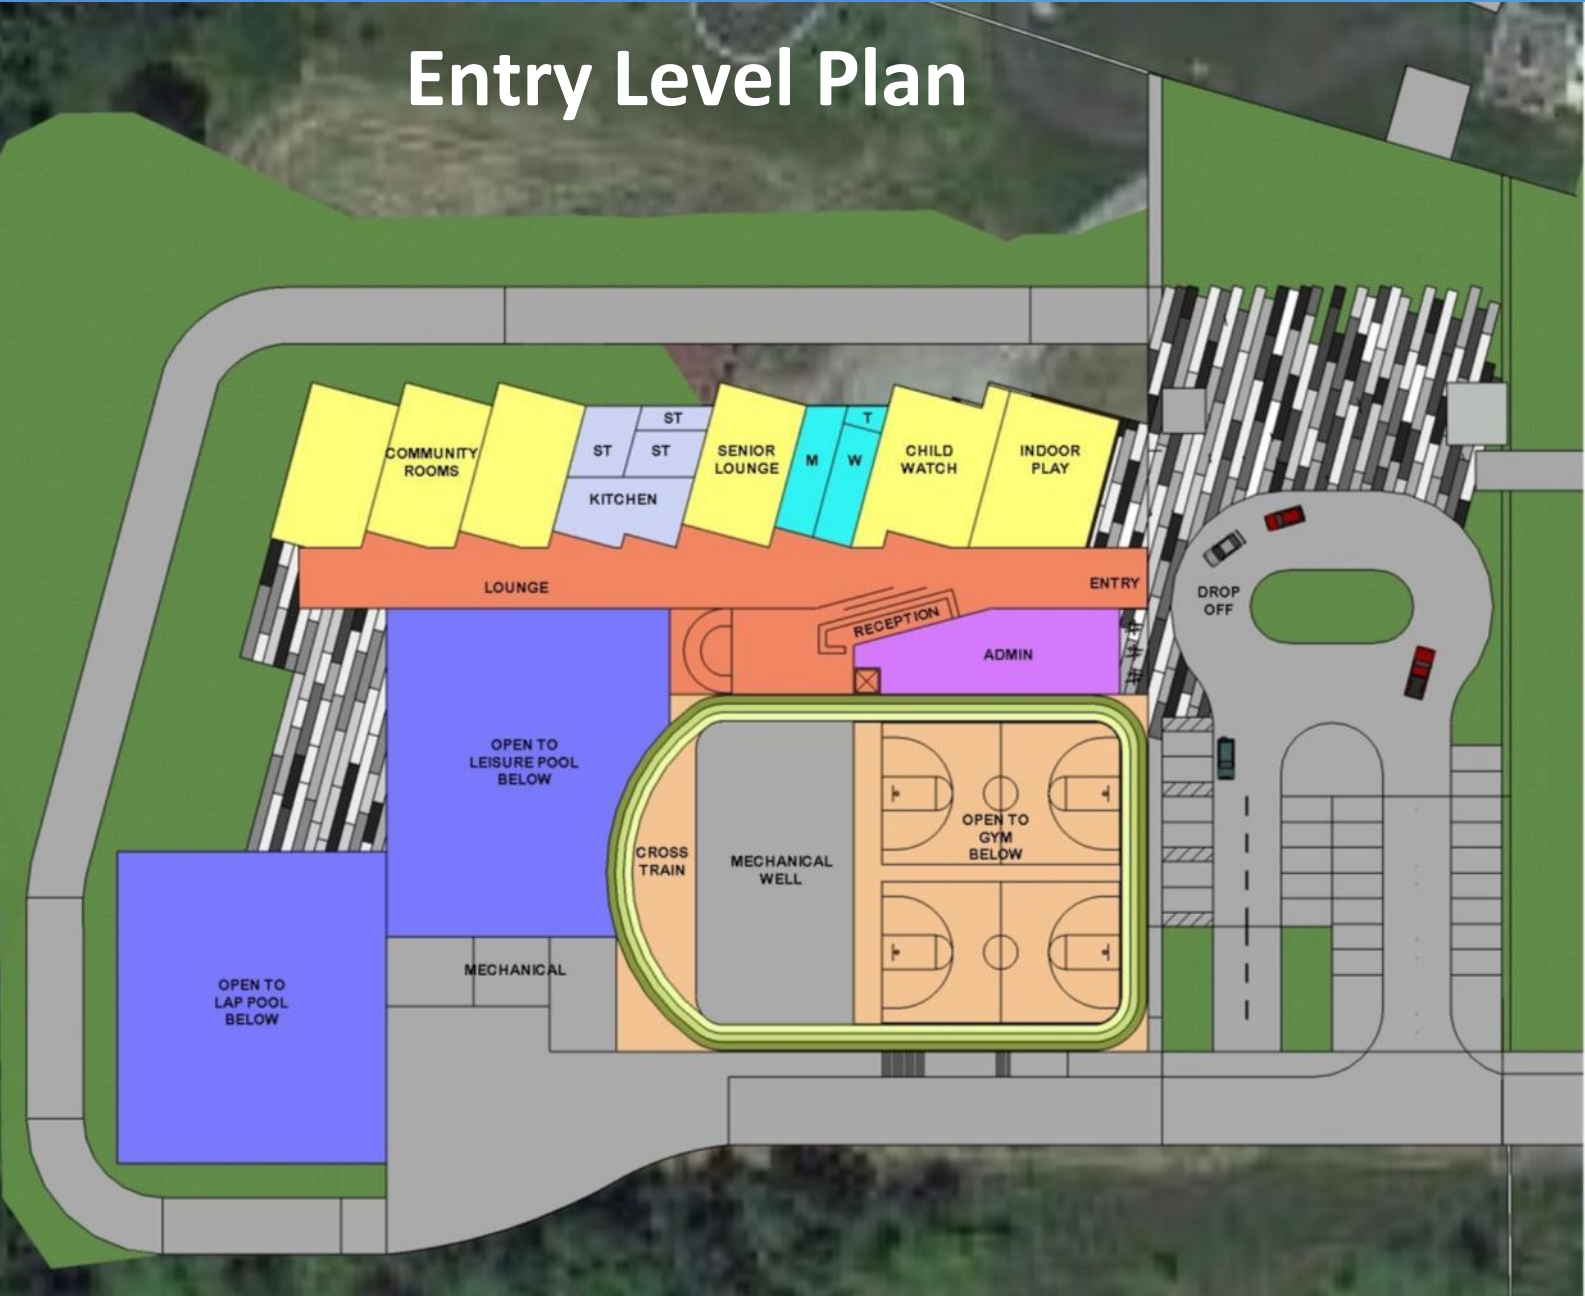 Entry Level Plan
ST
T
COMMUNITY
ROOMS
ST
ST
SENIOR
LOUNGE
M
W
CHILD
WATCH
INDOOR
PLAY
KITCHEN
LOUNGE
ENTRY
DROP
OFF
RECEPTION
ADMIN
OPEN TO
LEISURE POOL
BELOW
CROSS
TRAIN
MECHANICAL
WELL
OPEN TO
GYM
BELOW
MECHANICAL
OPEN TO
LAP POOL
BELOW